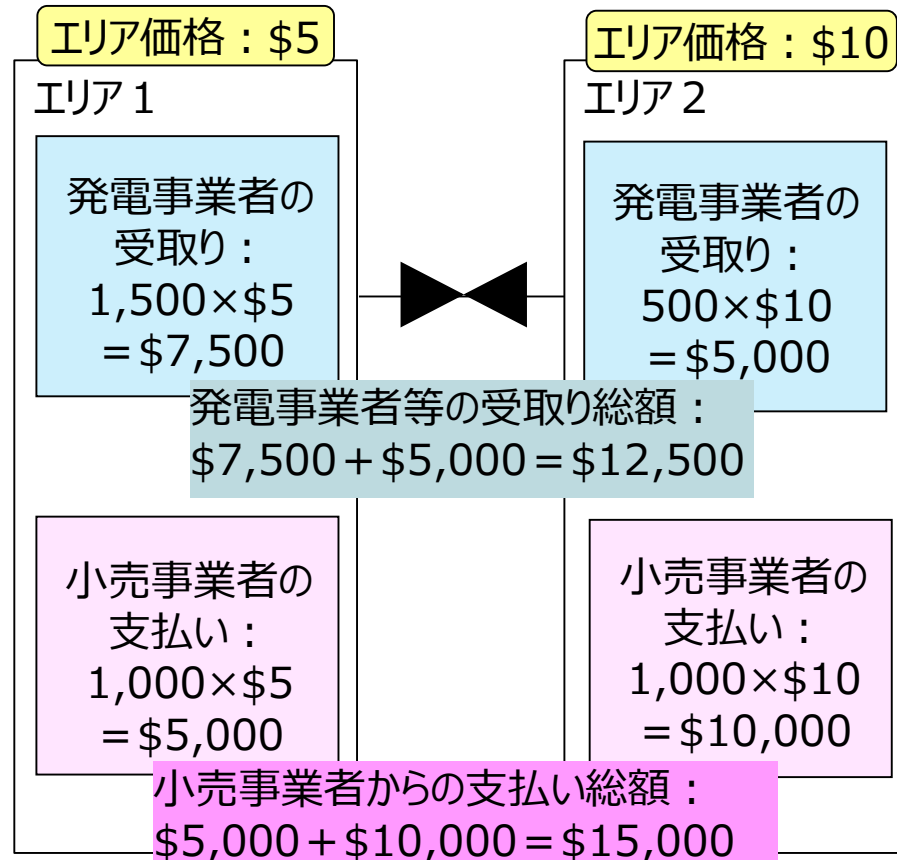 エリア価格：$5
エリア1
発電事業者の
受取り：
1,500×$5
＝$7,500
エリア価格：$10
エリア2
発電事業者の
受取り：
500×$10
＝$5,000
発電事業者等の受取り総額：
$7,500＋$5,000＝$12,500
小売事業者の
支払い：
1,000×$5
＝$5,000
小売事業者の
支払い：
1,000×$10
＝$10,000
小売事業者からの支払い総額：
$5,000＋$10,000＝$15,000